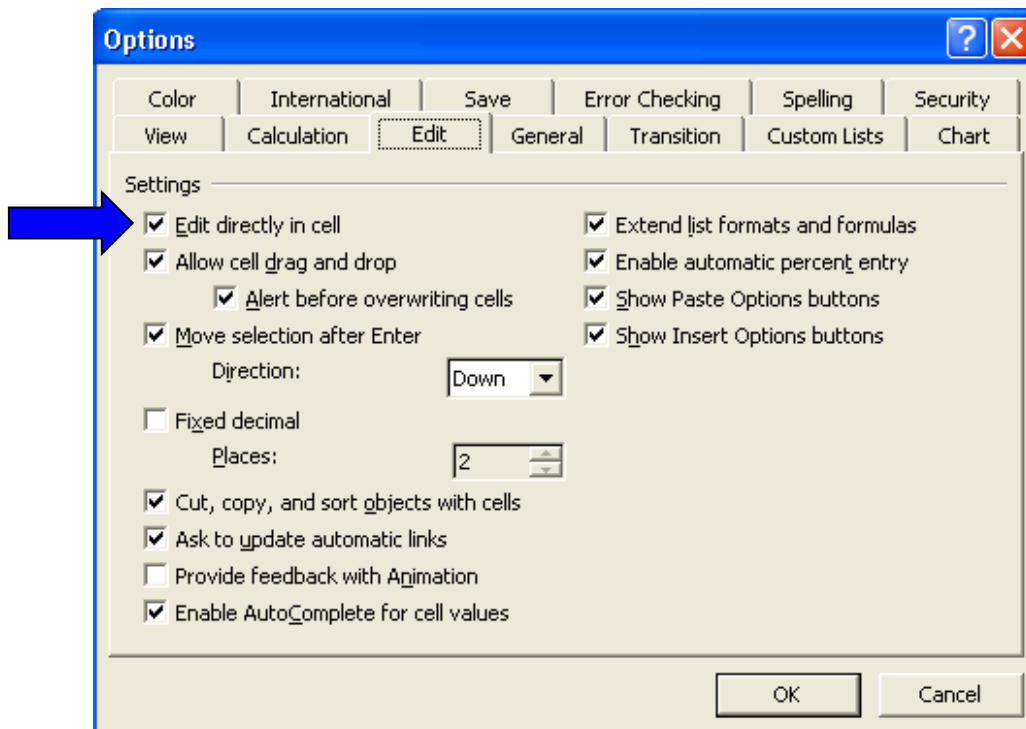 Options
Color International Save Error Checking Spelling Security
View Calculation Edit General Transition Custom Lists Chart
Settings
Edit directly in cell
Allow cell drag and drop
Alert before overwriting cells
Move selection after Enter
Direction: Down
Fixed decimal
Places: 2
Cut, copy, and sort objects with cells
Ask to update automatic links
Provide feedback with Animation
Enable AutoComplete for cell values
Extend list formats and formulas
Enable automatic percent entry
Show Paste Options buttons
Show Insert Options buttons
OK Cancel